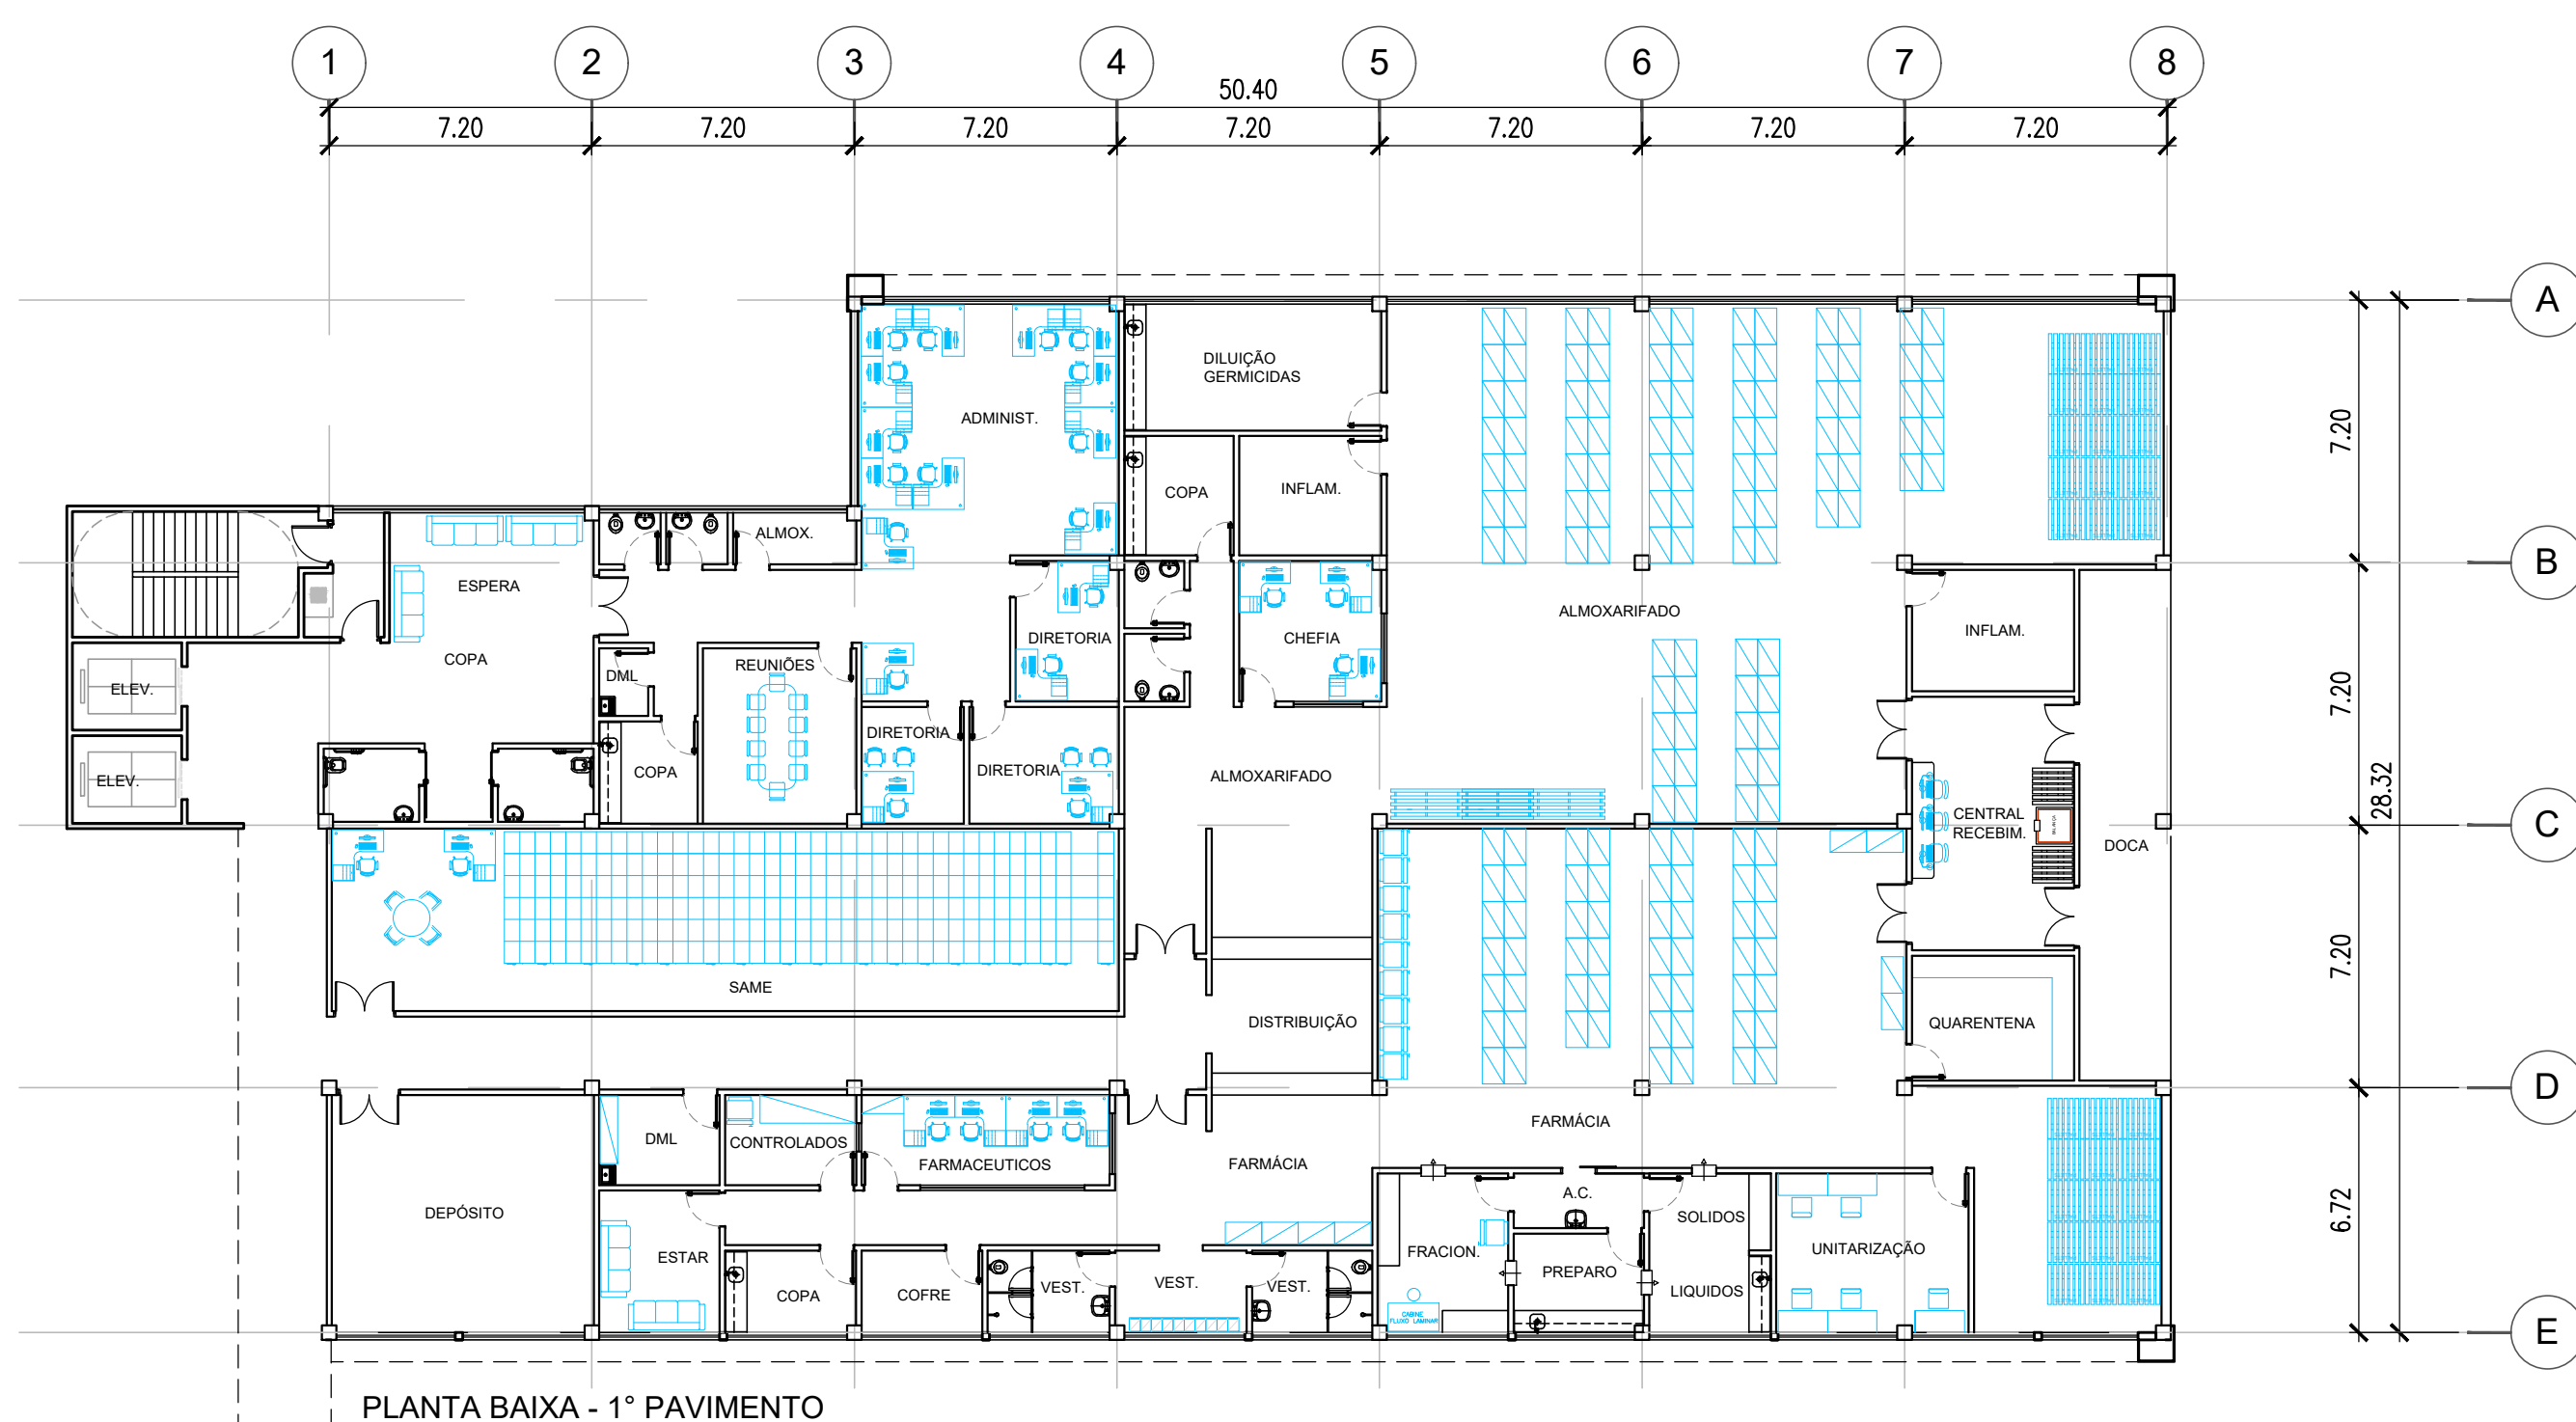 1
2
3
4
5
6
7
8
50.40
7.20
7.20
7.20
7.20
7.20
7.20
7.20
A
B
C
D
E
7.20
7.20
7.20
6.72
28.32
DILUIÇÃO
GERMICIDAS
ADMINIST.
COPA
INFLAM.
ALMOX.
ESPERA
COPA
ELEV.
ELEV.
DML
REUNIÕES
DIRETORIA
CHEFIA
ALMOXARIFADO
INFLAM.
DIRETORIA
DIRETORIA
COPA
ALMOXARIFADO
CENTRAL
RECEBIM.
BALANÇA
DOCA
SAME
DISTRIBUIÇÃO
QUARENTENA
DML
CONTROLADOS
FARMACEUTICOS
FARMÁCIA
FARMÁCIA
DEPÓSITO
ESTAR
COPA
COFRE
VEST.
VEST.
VEST.
FRACION.
A.C.
PREPARO
SOLIDOS
LIQUIDOS
UNITARIZAÇÃO
CABINE
FLUXO LAMINAR
PLANTA BAIXA - 1° PAVIMENTO